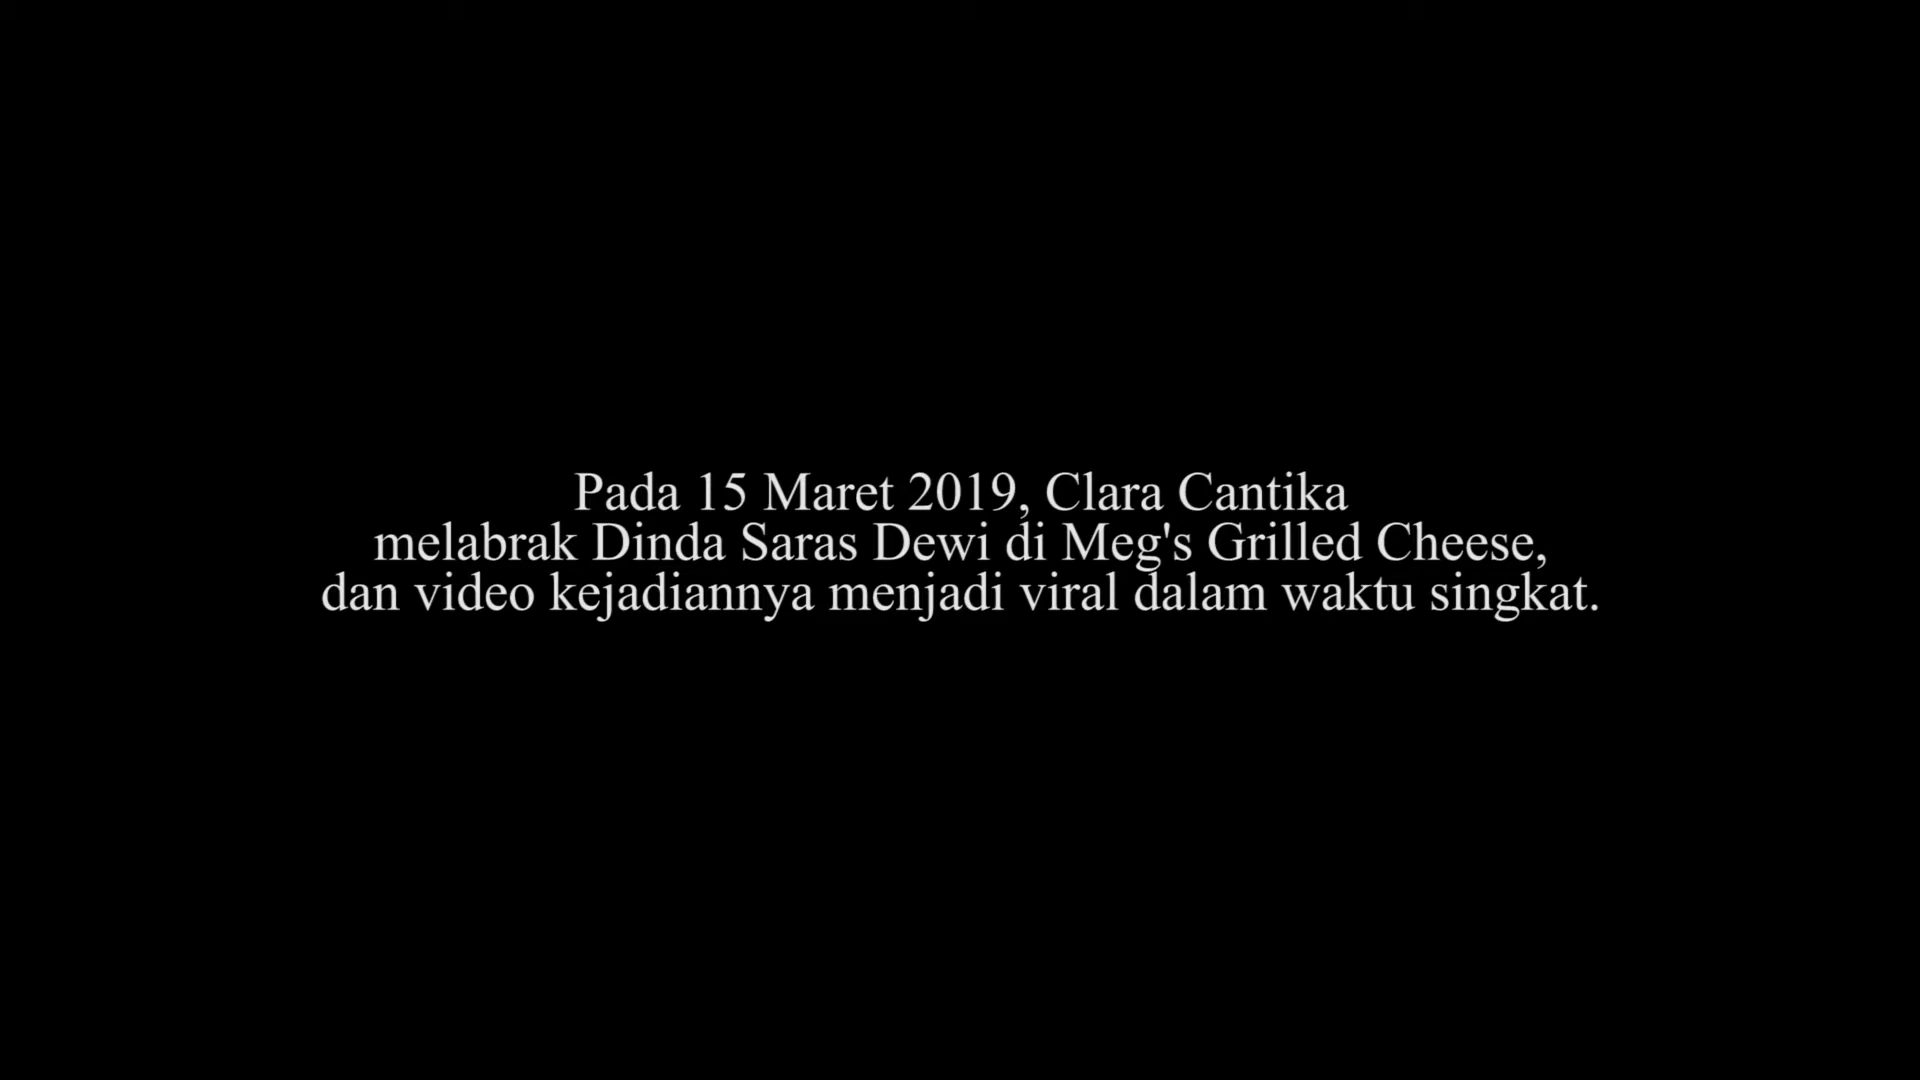 Pada 15 Maret 2019, Clara Cantika
melabrak Dinda Saras Dewi di Meg's Grilled Cheese,
dan video kejadiannya menjadi viral dalam waktu singkat.